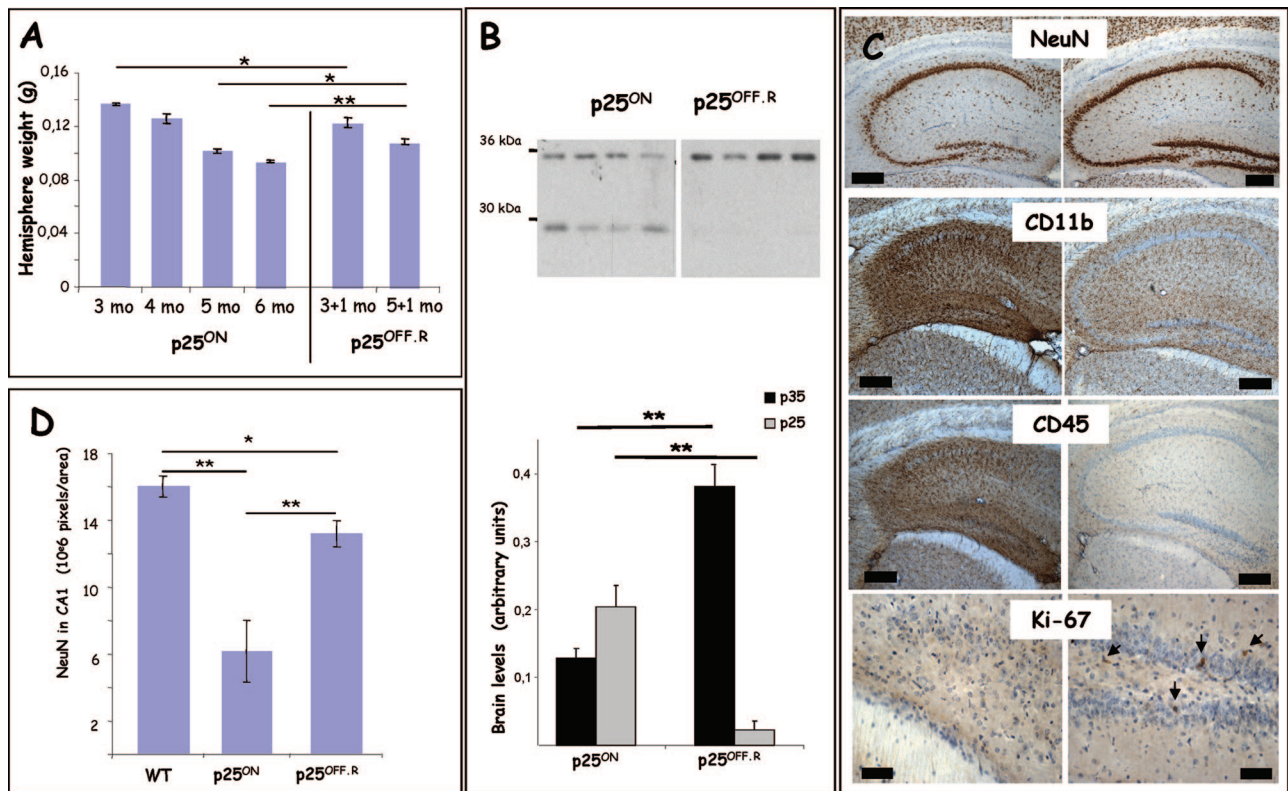 A
Hemisphere weight (g)
0,16
0,12
0,08
0,04
0
*
*
**
3 mo 4 mo 5 mo 6 mo 3+1 mo 5+1 mo
p25ON p25OFF.R
B
p25ON p25OFF.R
36 kDa
30 kDa
p35
p25
**
**
Brain levels (arbitrary units)
0,4
0,3
0,2
0,1
p25ON p25OFF.R
C
NeuN
CD11b
CD45
Ki-67
D
NeuN in CA1 (10e6 pixels/area)
18
14
10
6
2
*
**
**
WT p25ON p25OFF.R